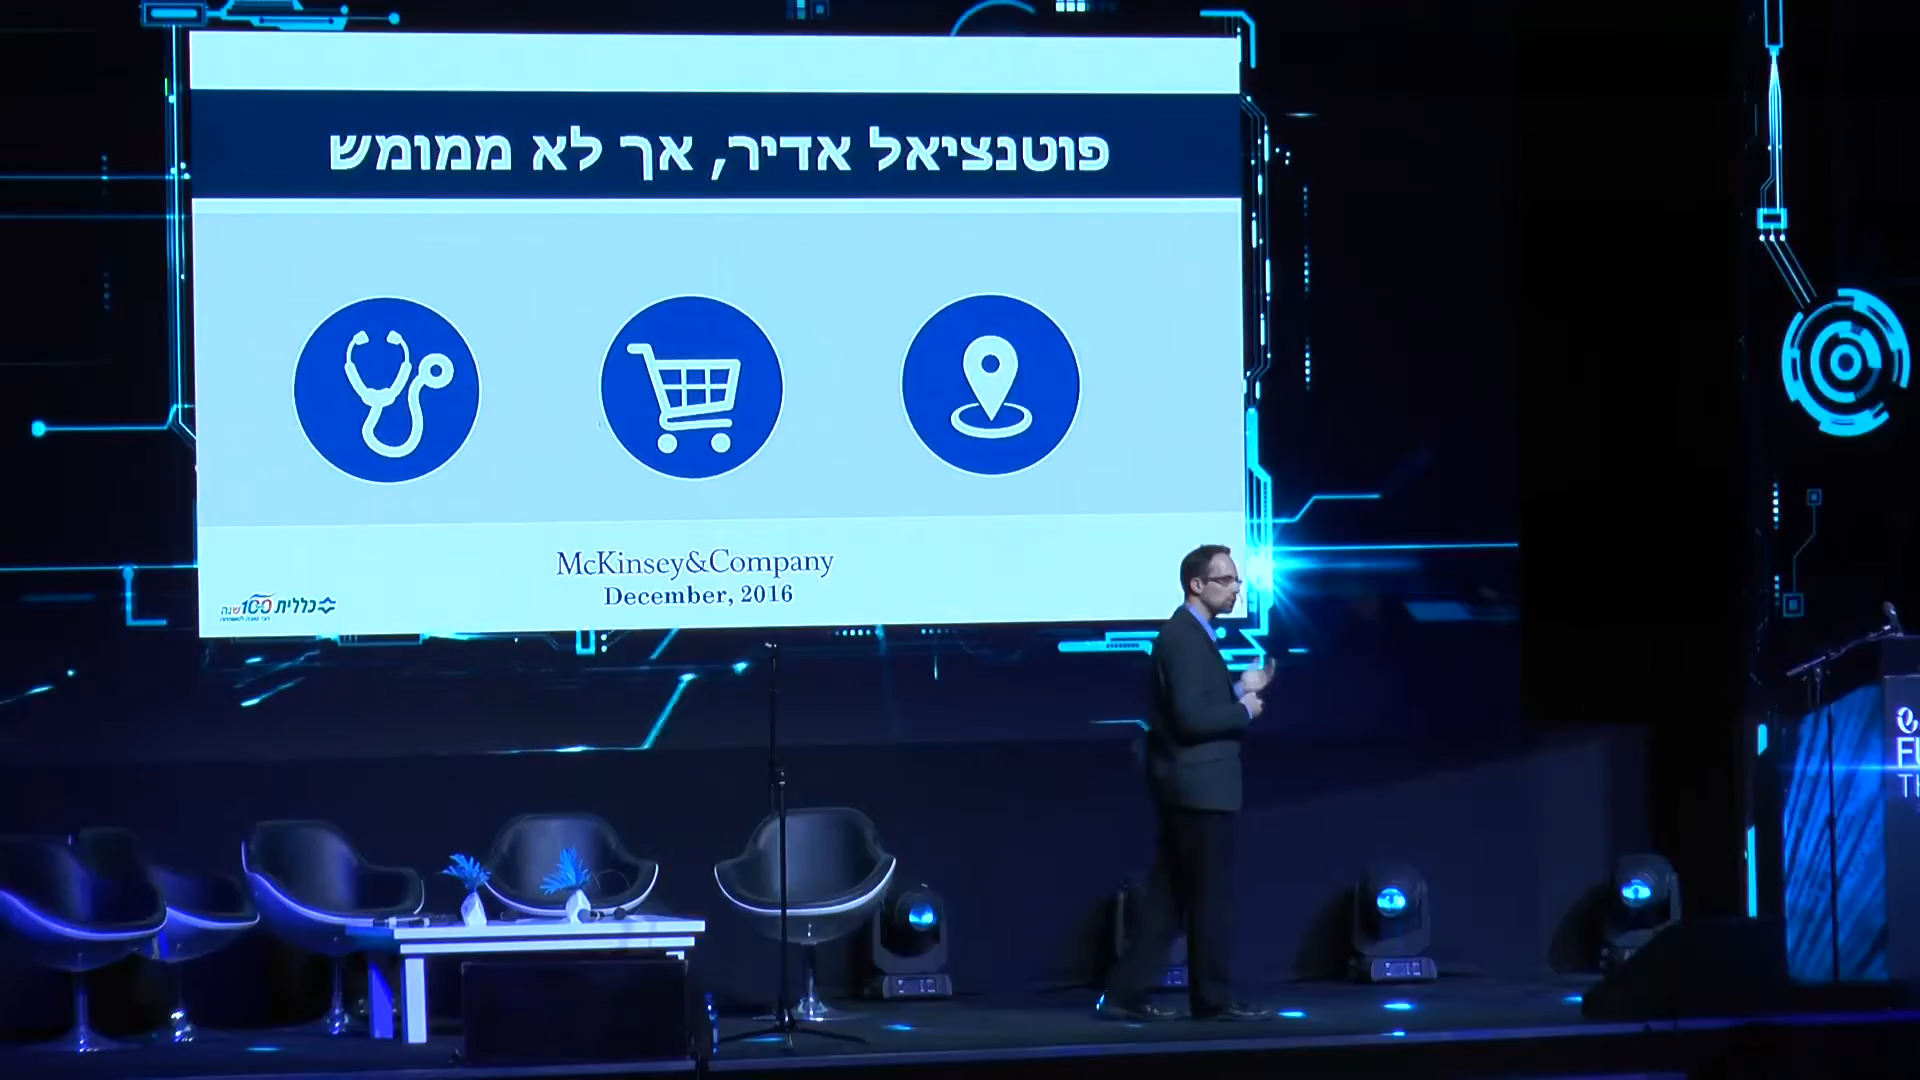 פוטנציאל אדיר, אך לא ממומש
McKinsey&Company
December, 2016
כללית 100 שנה